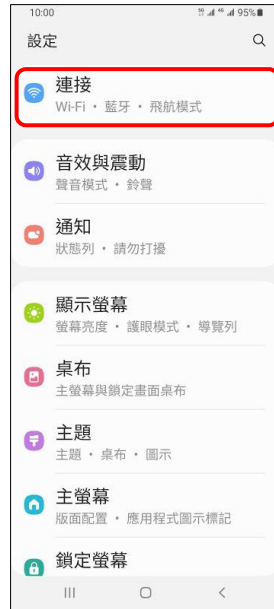 10:00 5G 4G 95%
設定
連接
Wi-Fi • 藍牙 • 飛航模式
音效與震動
聲音模式 • 鈴聲
通知
狀態列 • 請勿打擾
顯示螢幕
螢幕亮度 • 護眼模式 • 導覽列
桌布
主螢幕與鎖定畫面桌布
主題
主題 • 桌布 • 圖示
主螢幕
版面配置 • 應用程式圖示標記
鎖定螢幕